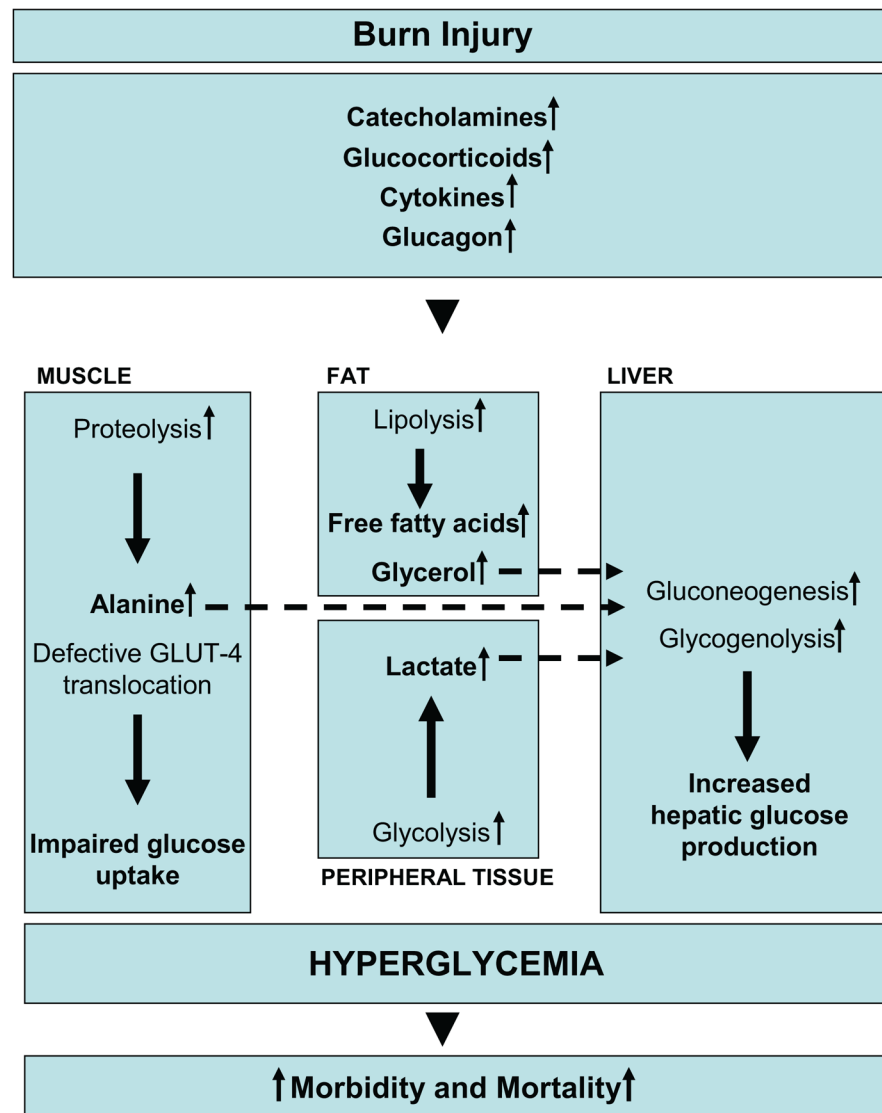 Burn Injury
Catecholamines↑
Glucocorticoids↑
Cytokines↑
Glucagon↑
MUSCLE
Proteolysis↑
Alanine↑
Defective GLUT-4
translocation
Impaired glucose
uptake
FAT
Lipolysis↑
Free fatty acids↑
Glycerol↑
Lactate↑
Glycolysis↑
PERIPHERAL TISSUE
LIVER
Gluconeogenesis↑
Glycogenolysis↑
Increased
hepatic glucose
production
HYPERGLYCEMIA
↑Morbidity and Mortality↑